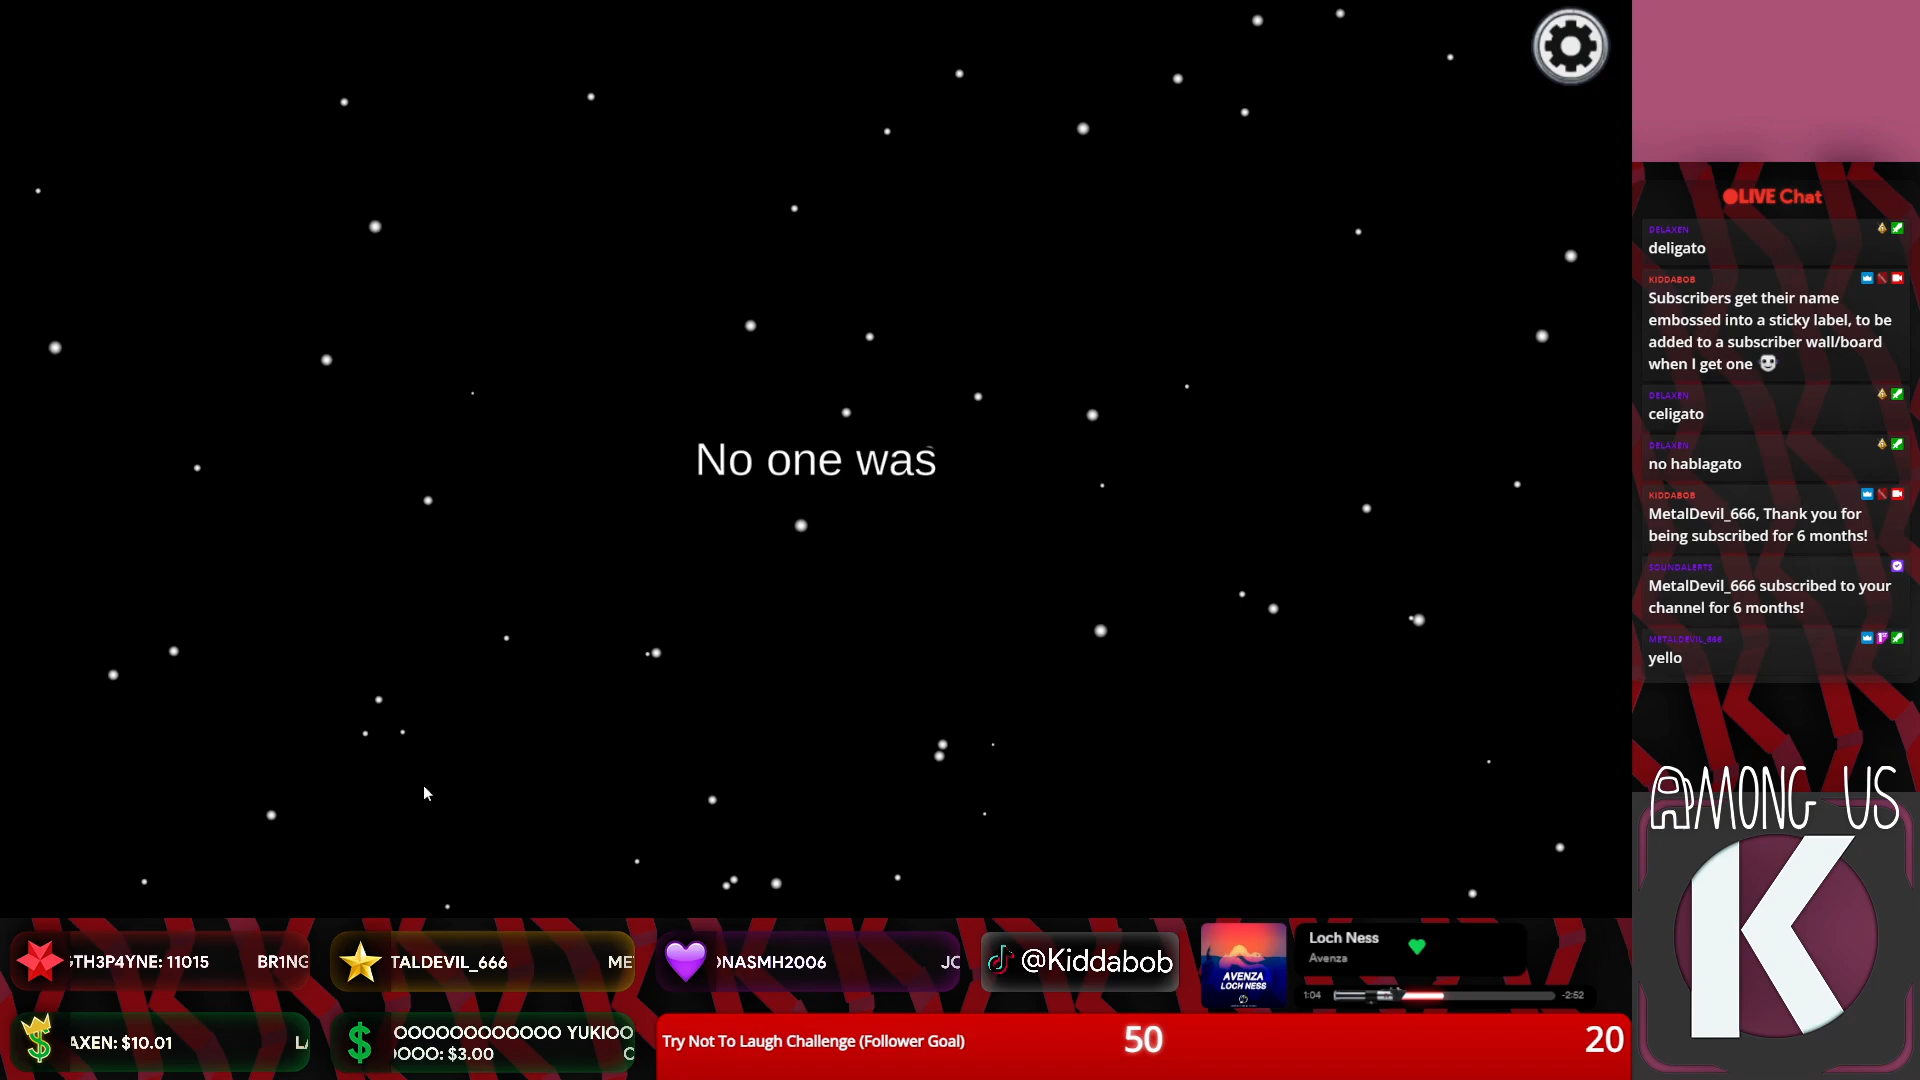 No one was
LIVE Chat
DELAXEN
deligato
KIDDABOB
Subscribers get their name
embossed into a sticky label, to be
added to a subscriber wall/board
when I get one
DELAXEN
celigato
DELAXEN
no hablagato
KIDDABOB
MetalDevil_666, Thank you for
being subscribed for 6 months!
SOUNDALERTS
MetalDevil_666 subscribed to your
channel for 6 months!
METALDEVIL_666
yello
AMONG US
K
GTH3P4YNE: 11015 BR1NG
TALDEVIL_666 ME
ONASMH2006 JO
@Kiddabob
AVENZA
LOCH NESS
Loch Ness
Avenza
1:04 -2:52
AXEN: $10.01
OOOOOOOOOOOO YUKIOO
OOO: $3.00
Try Not To Laugh Challenge (Follower Goal) 50 20